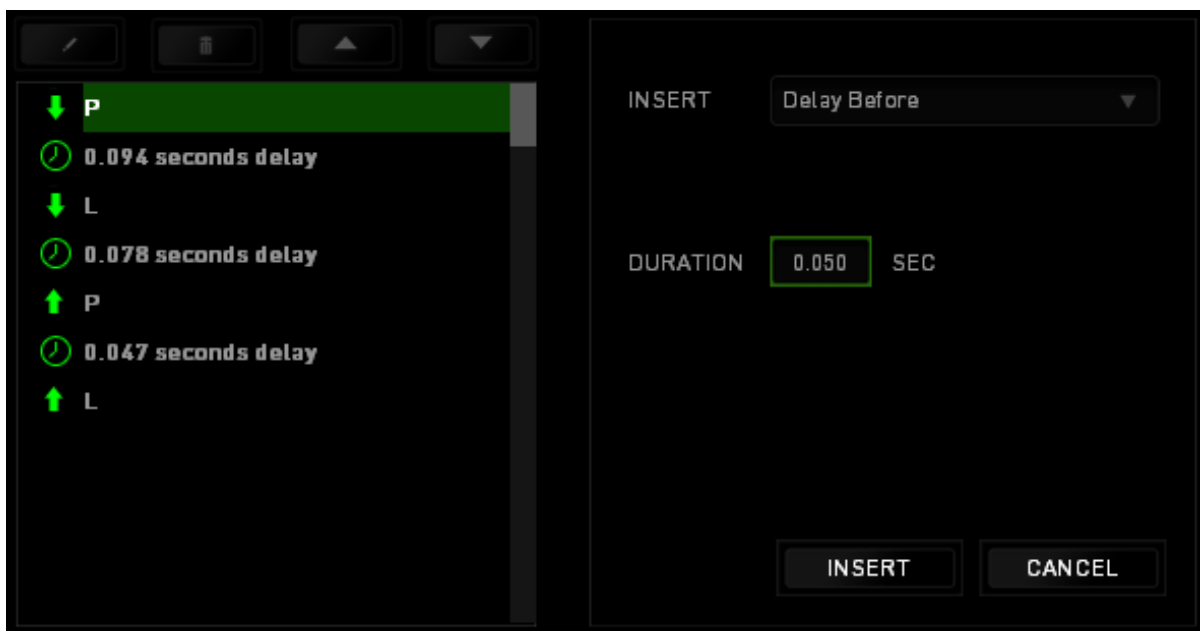 P
0.094 seconds delay
L
0.078 seconds delay
P
0.047 seconds delay
L
INSERT Delay Before
DURATION 0.050 SEC
INSERT CANCEL